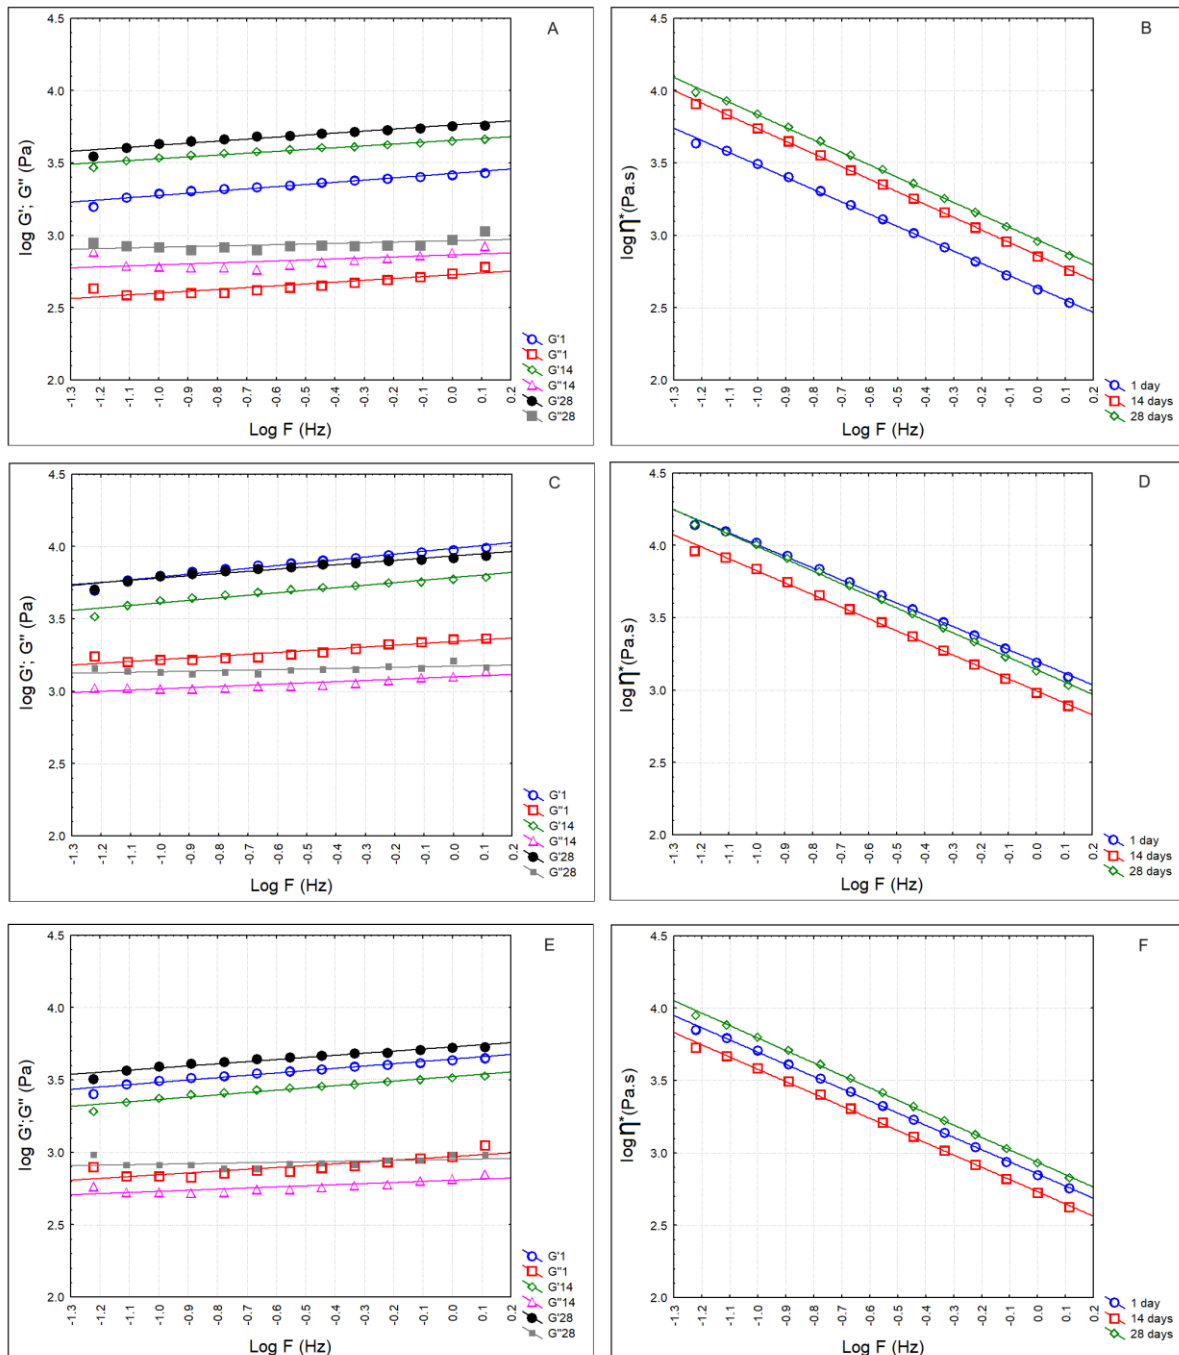 A
4.5
4.0
3.5
3.0
2.5
2.0
log G'; G'' (Pa)
-1.3
-1.2
-1.1
-1.0
-0.9
-0.8
-0.7
-0.6
-0.5
-0.4
-0.3
-0.2
-0.1
0.0
0.1
0.2
Log F (Hz)
G'1
G''1
G'14
G''14
G'28
G''28
B
4.5
4.0
3.5
3.0
2.5
2.0
logη*(Pa.s)
-1.3
-1.2
-1.1
-1.0
-0.9
-0.8
-0.7
-0.6
-0.5
-0.4
-0.3
-0.2
-0.1
0.0
0.1
0.2
Log F (Hz)
1 day
14 days
28 days
C
4.5
4.0
3.5
3.0
2.5
2.0
log G'; G'' (Pa)
-1.3
-1.2
-1.1
-1.0
-0.9
-0.8
-0.7
-0.6
-0.5
-0.4
-0.3
-0.2
-0.1
0.0
0.1
0.2
Log F (Hz)
G'1
G''1
G'14
G''14
G'28
G''28
D
4.5
4.0
3.5
3.0
2.5
2.0
logη*(Pa.s)
-1.3
-1.2
-1.1
-1.0
-0.9
-0.8
-0.7
-0.6
-0.5
-0.4
-0.3
-0.2
-0.1
0.0
0.1
0.2
Log F (Hz)
1 day
14 days
28 days
E
4.5
4.0
3.5
3.0
2.5
2.0
log G';G'' (Pa)
-1.3
-1.2
-1.1
-1.0
-0.9
-0.8
-0.7
-0.6
-0.5
-0.4
-0.3
-0.2
-0.1
0.0
0.1
0.2
Log F (Hz)
G'1
G''1
G'14
G''14
G'28
G''28
F
4.5
4.0
3.5
3.0
2.5
2.0
logη*(Pa.s)
-1.3
-1.2
-1.1
-1.0
-0.9
-0.8
-0.7
-0.6
-0.5
-0.4
-0.3
-0.2
-0.1
0.0
0.1
0.2
Log F (Hz)
1 day
14 days
28 days